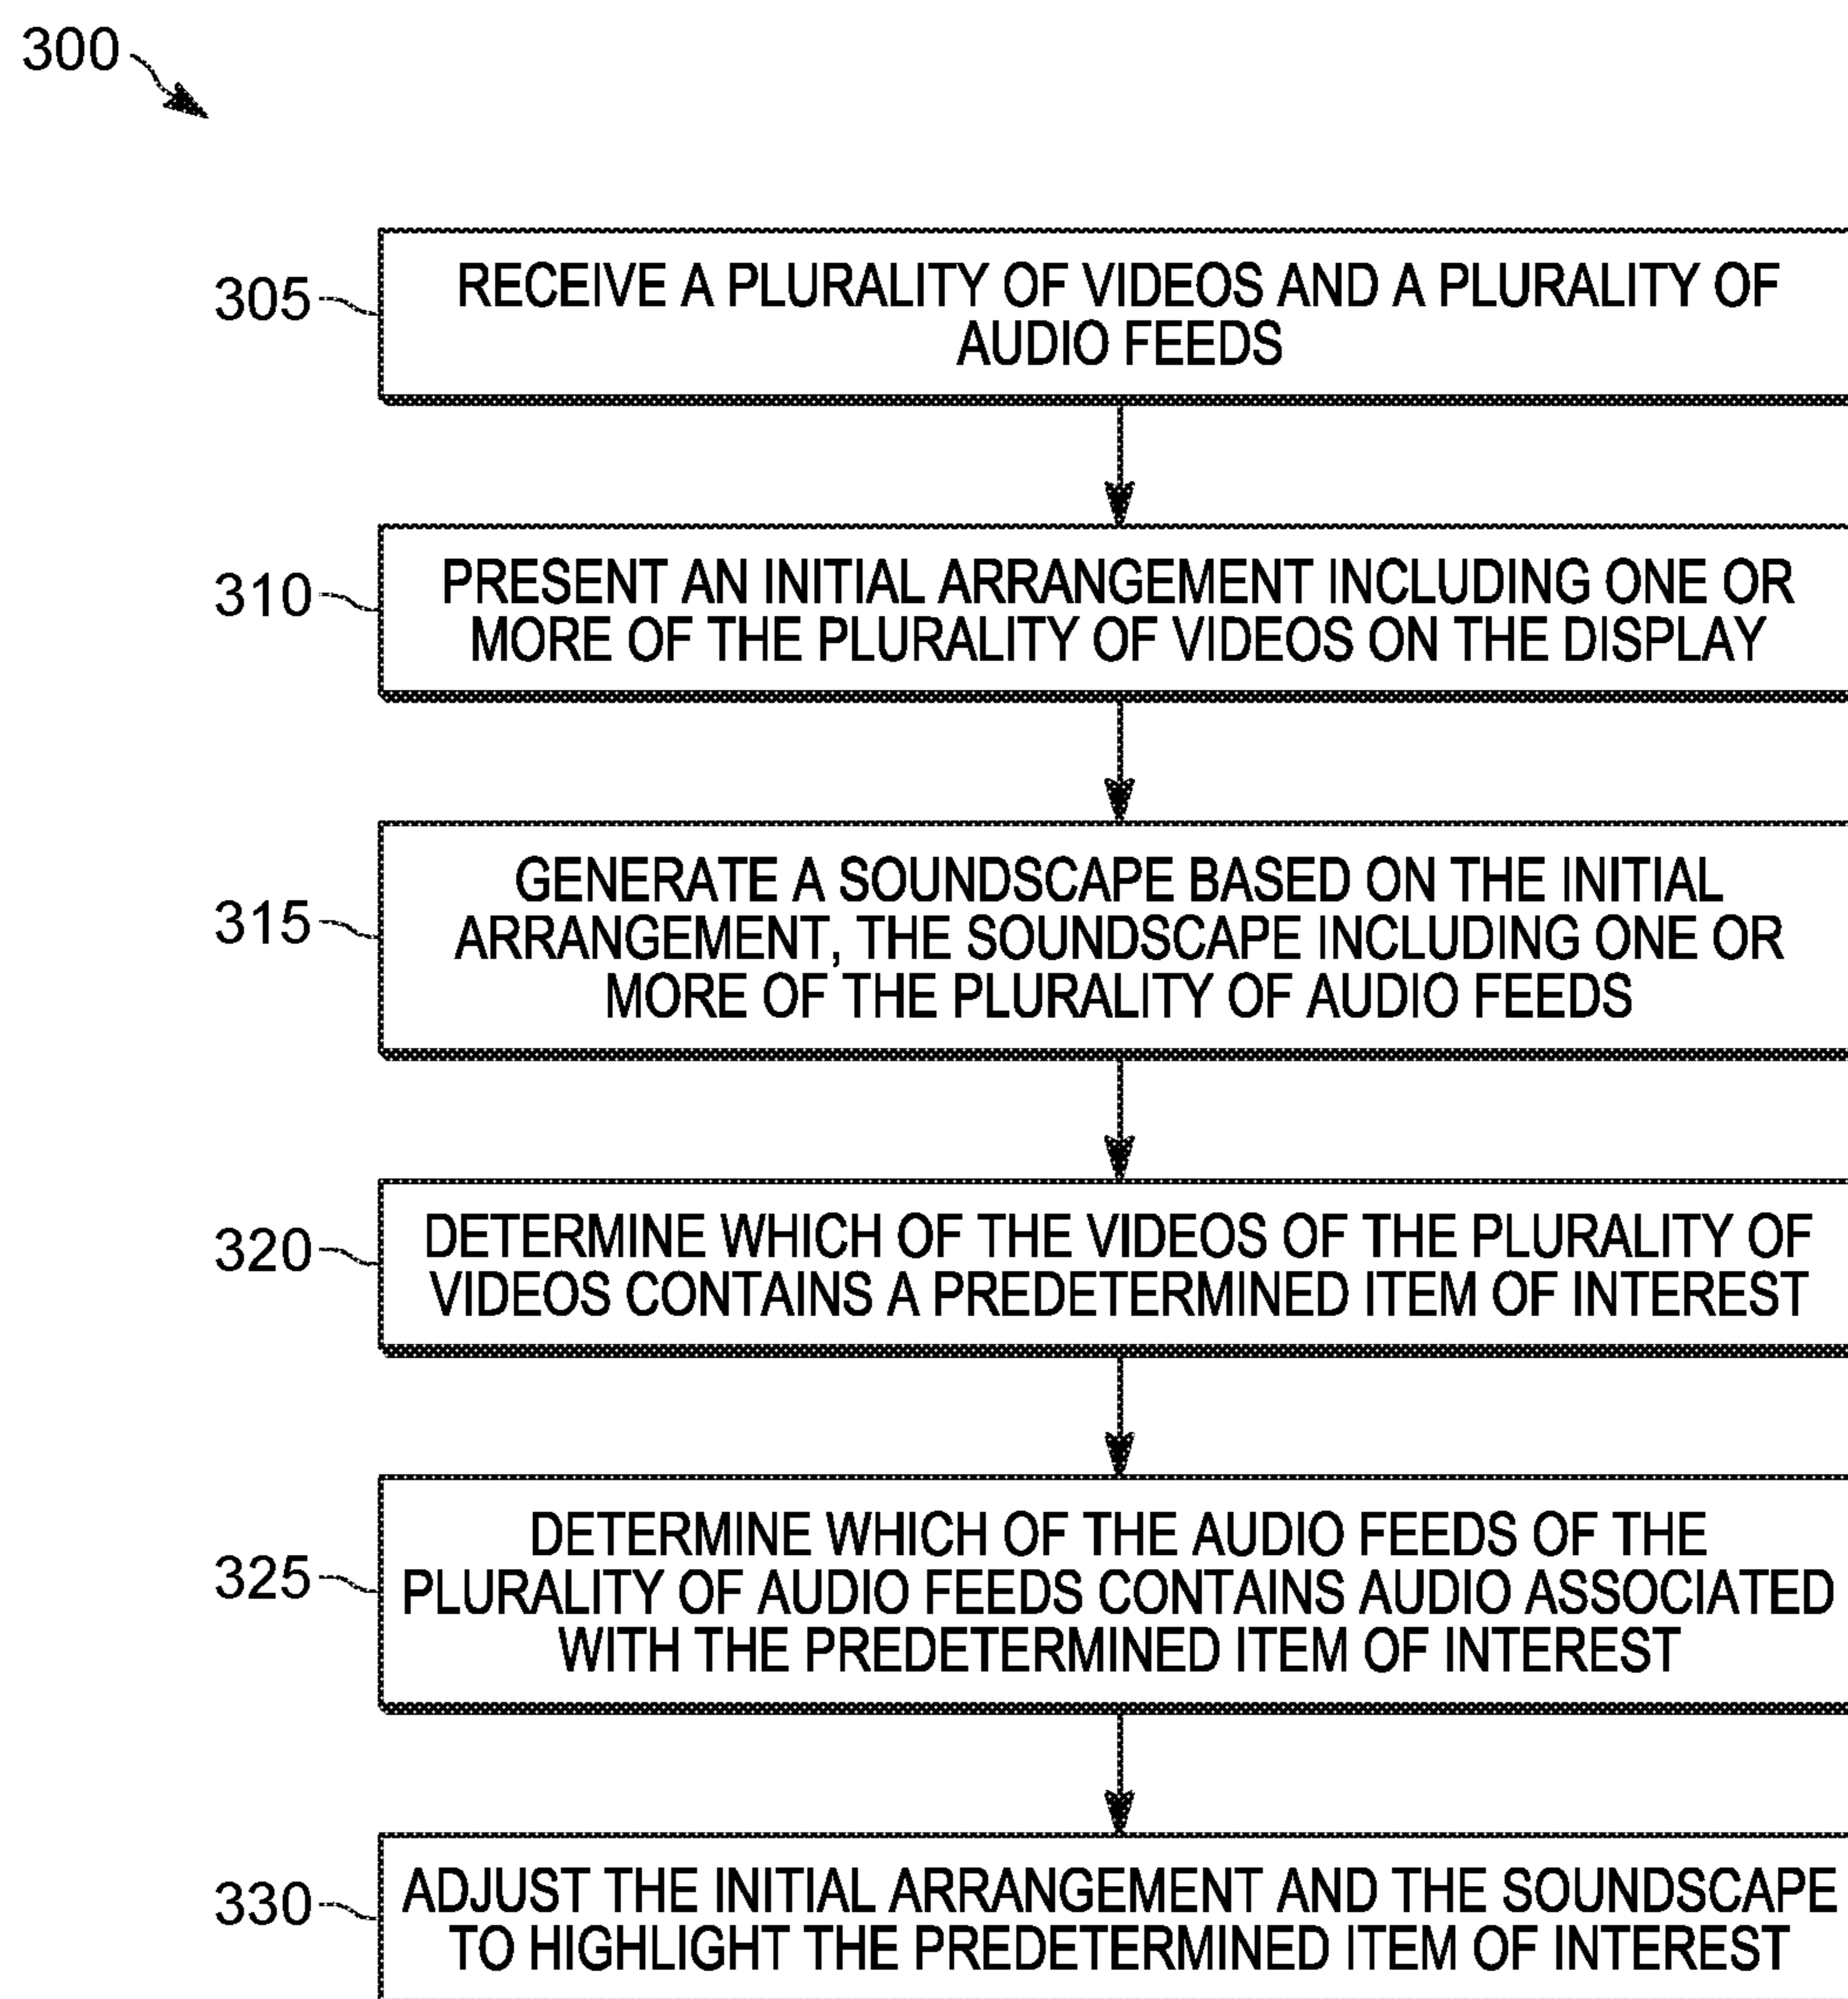 300
305
RECEIVE A PLURALITY OF VIDEOS AND A PLURALITY OF
AUDIO FEEDS
310
PRESENT AN INITIAL ARRANGEMENT INCLUDING ONE OR
MORE OF THE PLURALITY OF VIDEOS ON THE DISPLAY
315
GENERATE A SOUNDSCAPE BASED ON THE INITIAL
ARRANGEMENT, THE SOUNDSCAPE INCLUDING ONE OR
MORE OF THE PLURALITY OF AUDIO FEEDS
320
DETERMINE WHICH OF THE VIDEOS OF THE PLURALITY OF
VIDEOS CONTAINS A PREDETERMINED ITEM OF INTEREST
325
DETERMINE WHICH OF THE AUDIO FEEDS OF THE
PLURALITY OF AUDIO FEEDS CONTAINS AUDIO ASSOCIATED
WITH THE PREDETERMINED ITEM OF INTEREST
330
ADJUST THE INITIAL ARRANGEMENT AND THE SOUNDSCAPE
TO HIGHLIGHT THE PREDETERMINED ITEM OF INTEREST